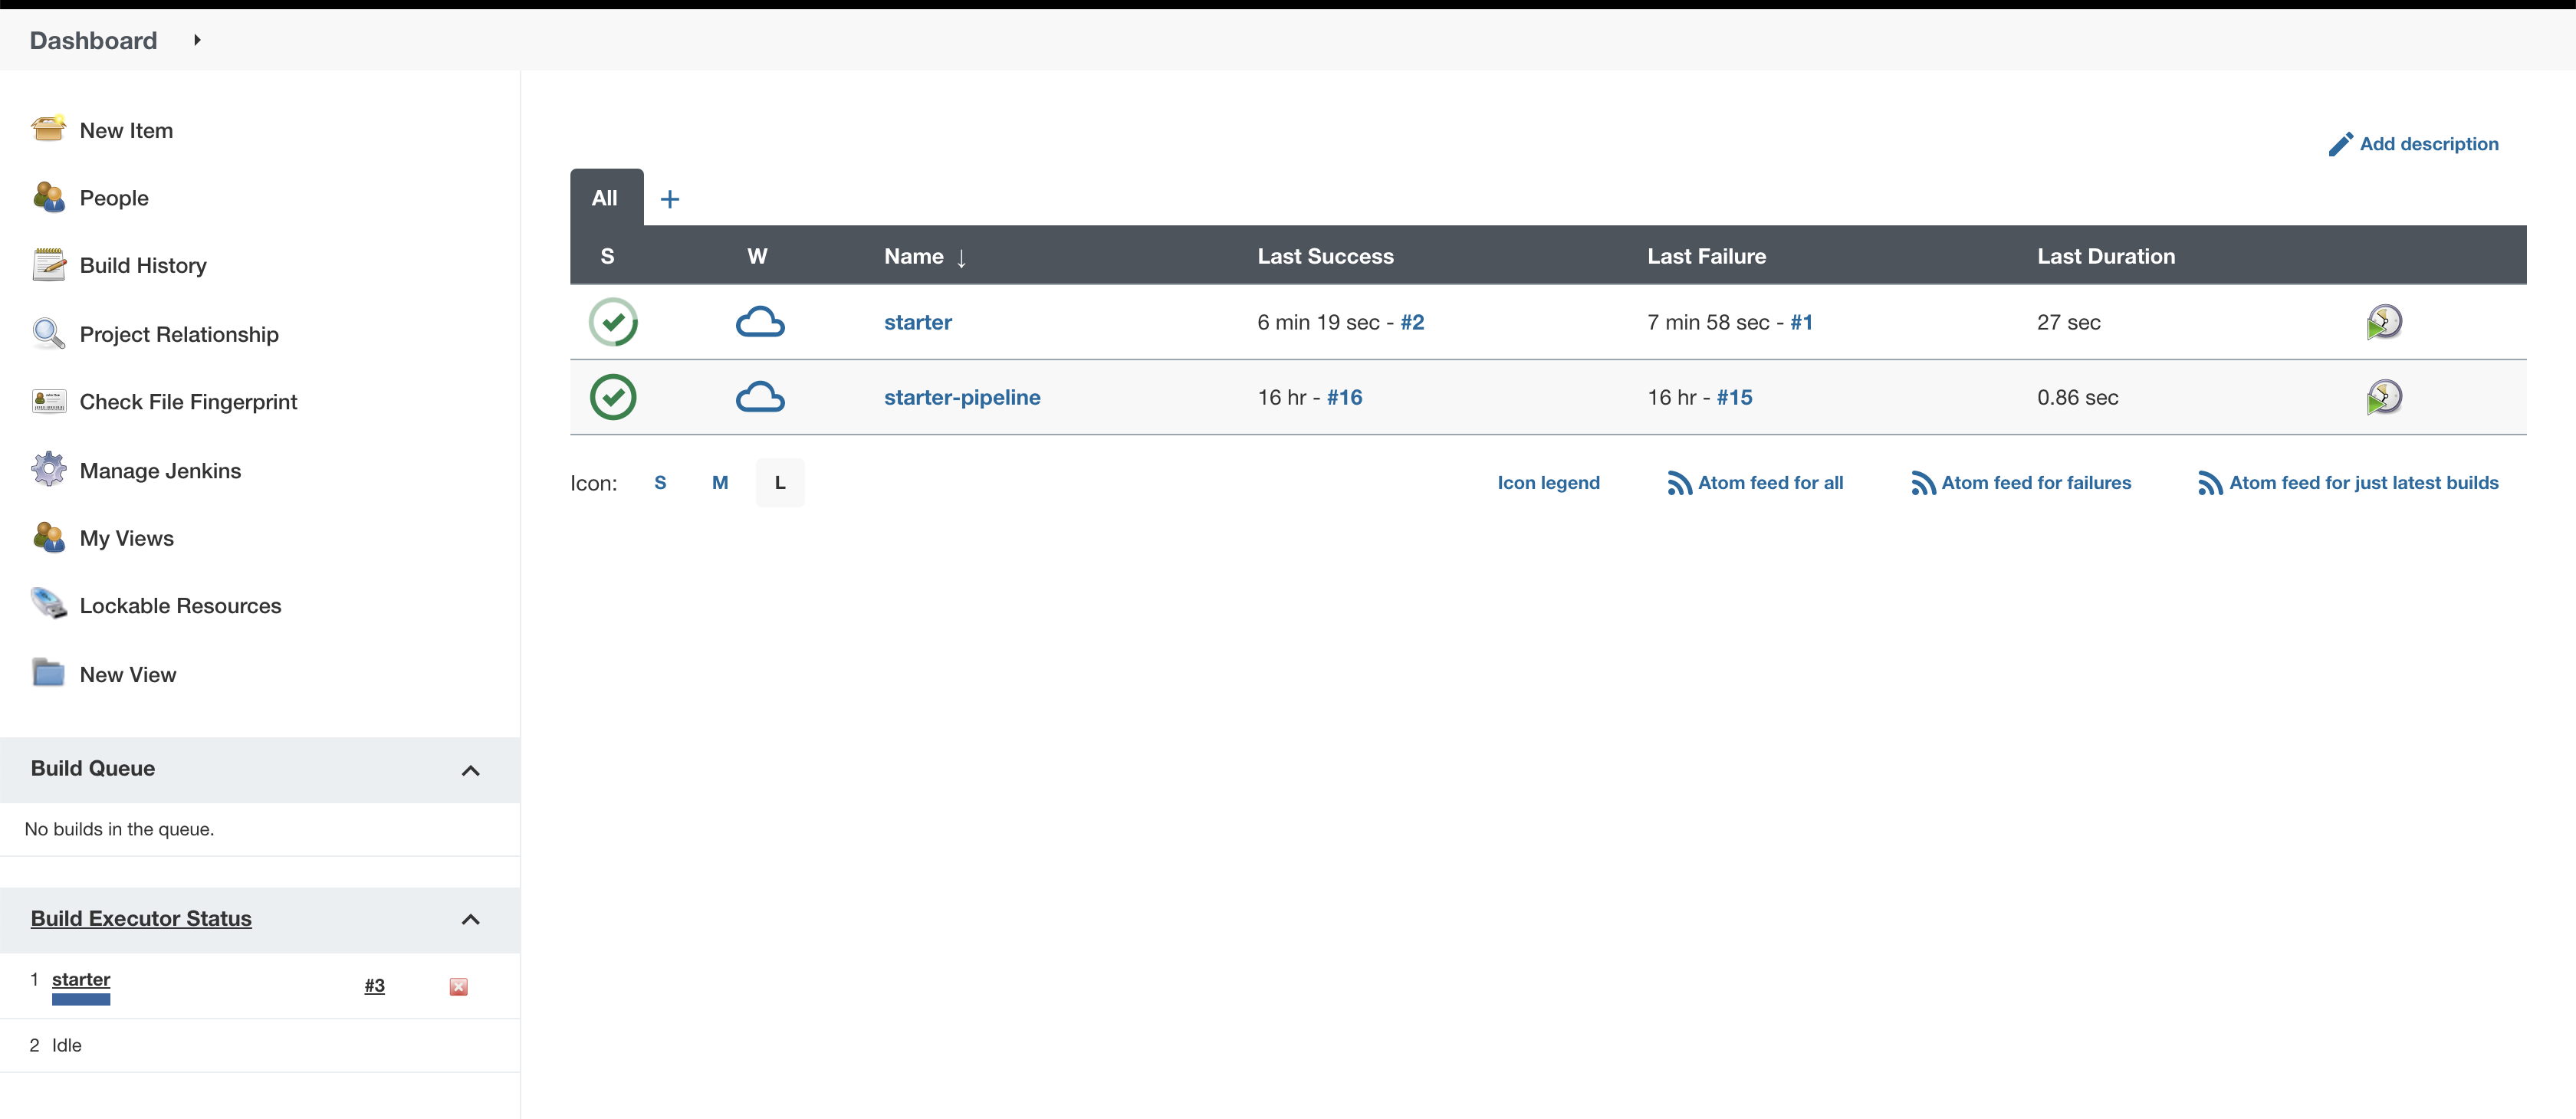 Dashboard
New Item
People
Build History
Project Relationship
Check File Fingerprint
Manage Jenkins
My Views
Lockable Resources
New View
Build Queue
No builds in the queue.
Build Executor Status
1 starter #3
2 Idle
Add description
All +
S W Name ↓ Last Success Last Failure Last Duration
starter 6 min 19 sec - #2 7 min 58 sec - #1 27 sec
starter-pipeline 16 hr - #16 16 hr - #15 0.86 sec
Icon: S M L Icon legend Atom feed for all Atom feed for failures Atom feed for just latest builds